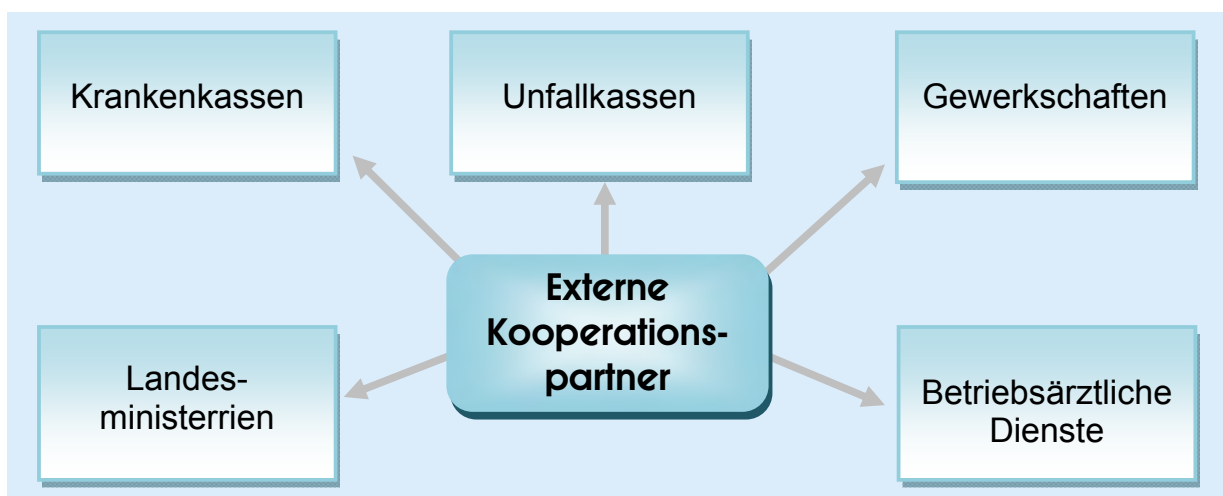 Krankenkassen
Unfallkassen
Gewerkschaften
Externe
Kooperations-
partner
Landes-
ministerrien
Betriebsärztliche
Dienste